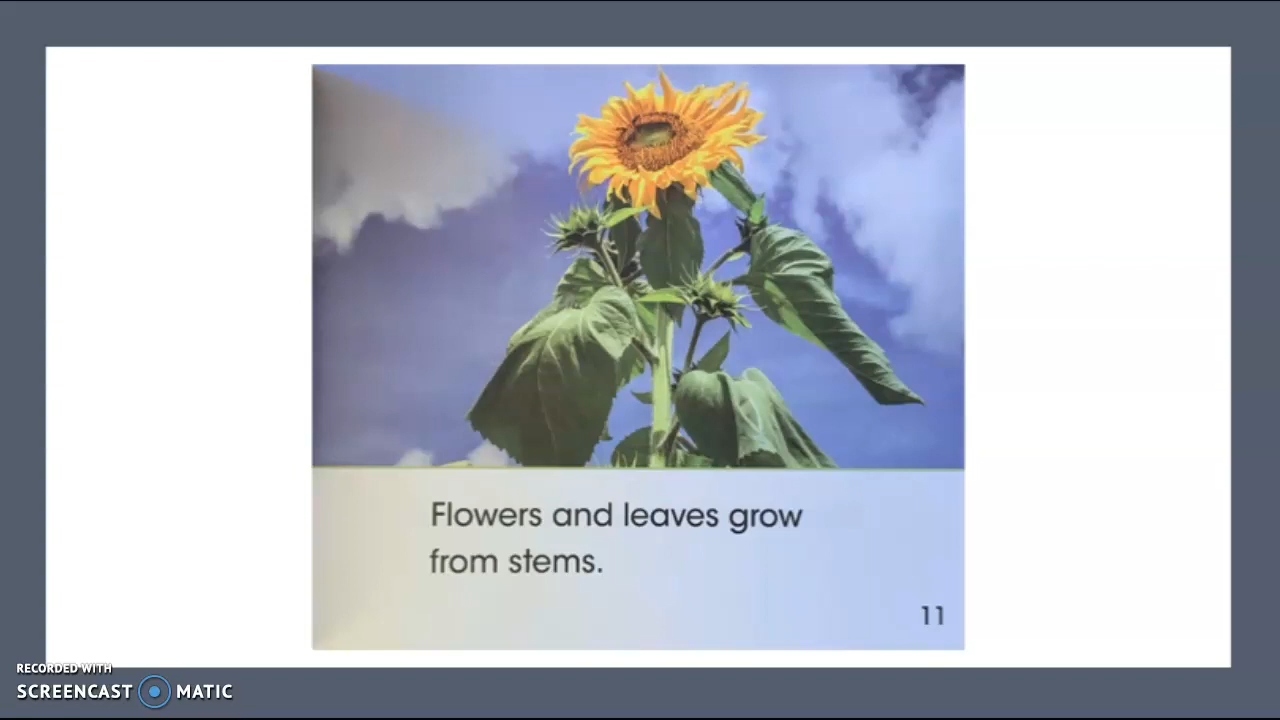 Flowers and leaves grow
from stems.
11
RECORDED WITH
SCREENCAST MATIC